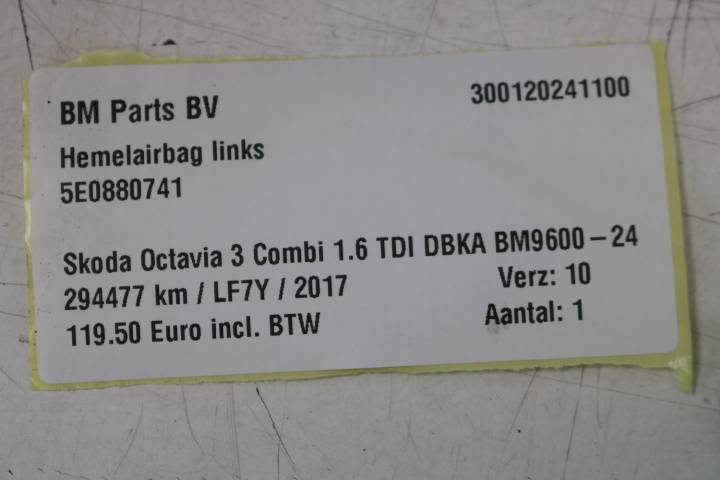 BM Parts BV 300120241100
Hemelairbag links
5E0880741
Skoda Octavia 3 Combi 1.6 TDI DBKA BM9600-24
294477 km / LF7Y / 2017 Verz: 10
119.50 Euro incl. BTW Aantal: 1